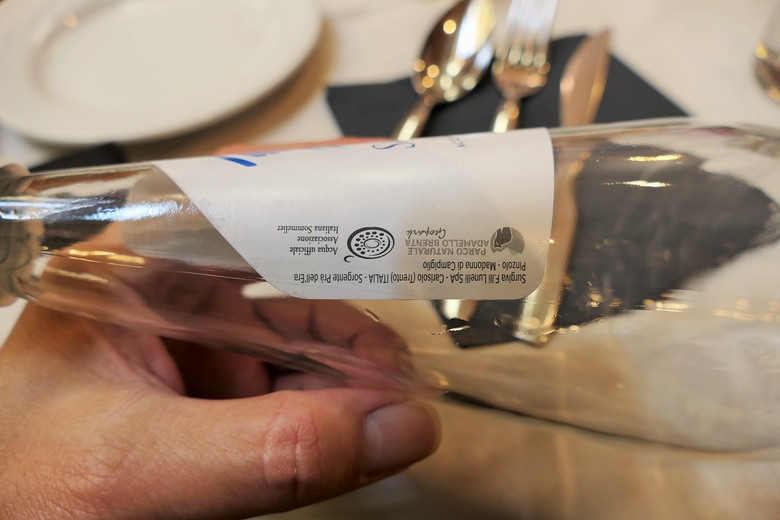 Acqua ufficiale
Associazione
Italiana Sommelier
PARCO NATURALE
ADAMELLO BRENTA
Geopark
Surgiva F.lli Lunelli SpA - Carisolo (Trento) ITALIA - Sorgente Prà dell'Era
Pinzolo - Madonna di Campiglio